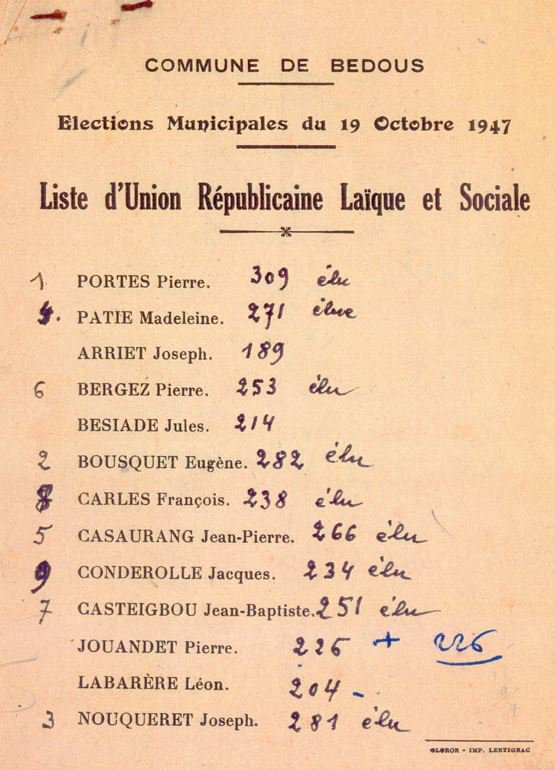 COMMUNE DE BEDOUS
Elections Municipales du 19 Octobre 1947
Liste d'Union Républicaine Laïque et Sociale
1 PORTES Pierre. 309 élu
4. PATIE Madeleine. 271 élue
ARRIET Joseph. 189
6 BERGEZ Pierre. 253 élu
BESIADE Jules. 214
2 BOUSQUET Eugène. 282 élu
8 CARLES François. 238 élu
5 CASAURANG Jean-Pierre. 266 élu
9 CONDEROLLE Jacques. 234 élu
7 CASTEIGBOU Jean-Baptiste. 251 élu
JOUANDET Pierre. 226 + 226
LABARÈRE Léon. 204 -
3 NOUQUERET Joseph. 281 élu
OLORON - IMP. LENTIGNAC